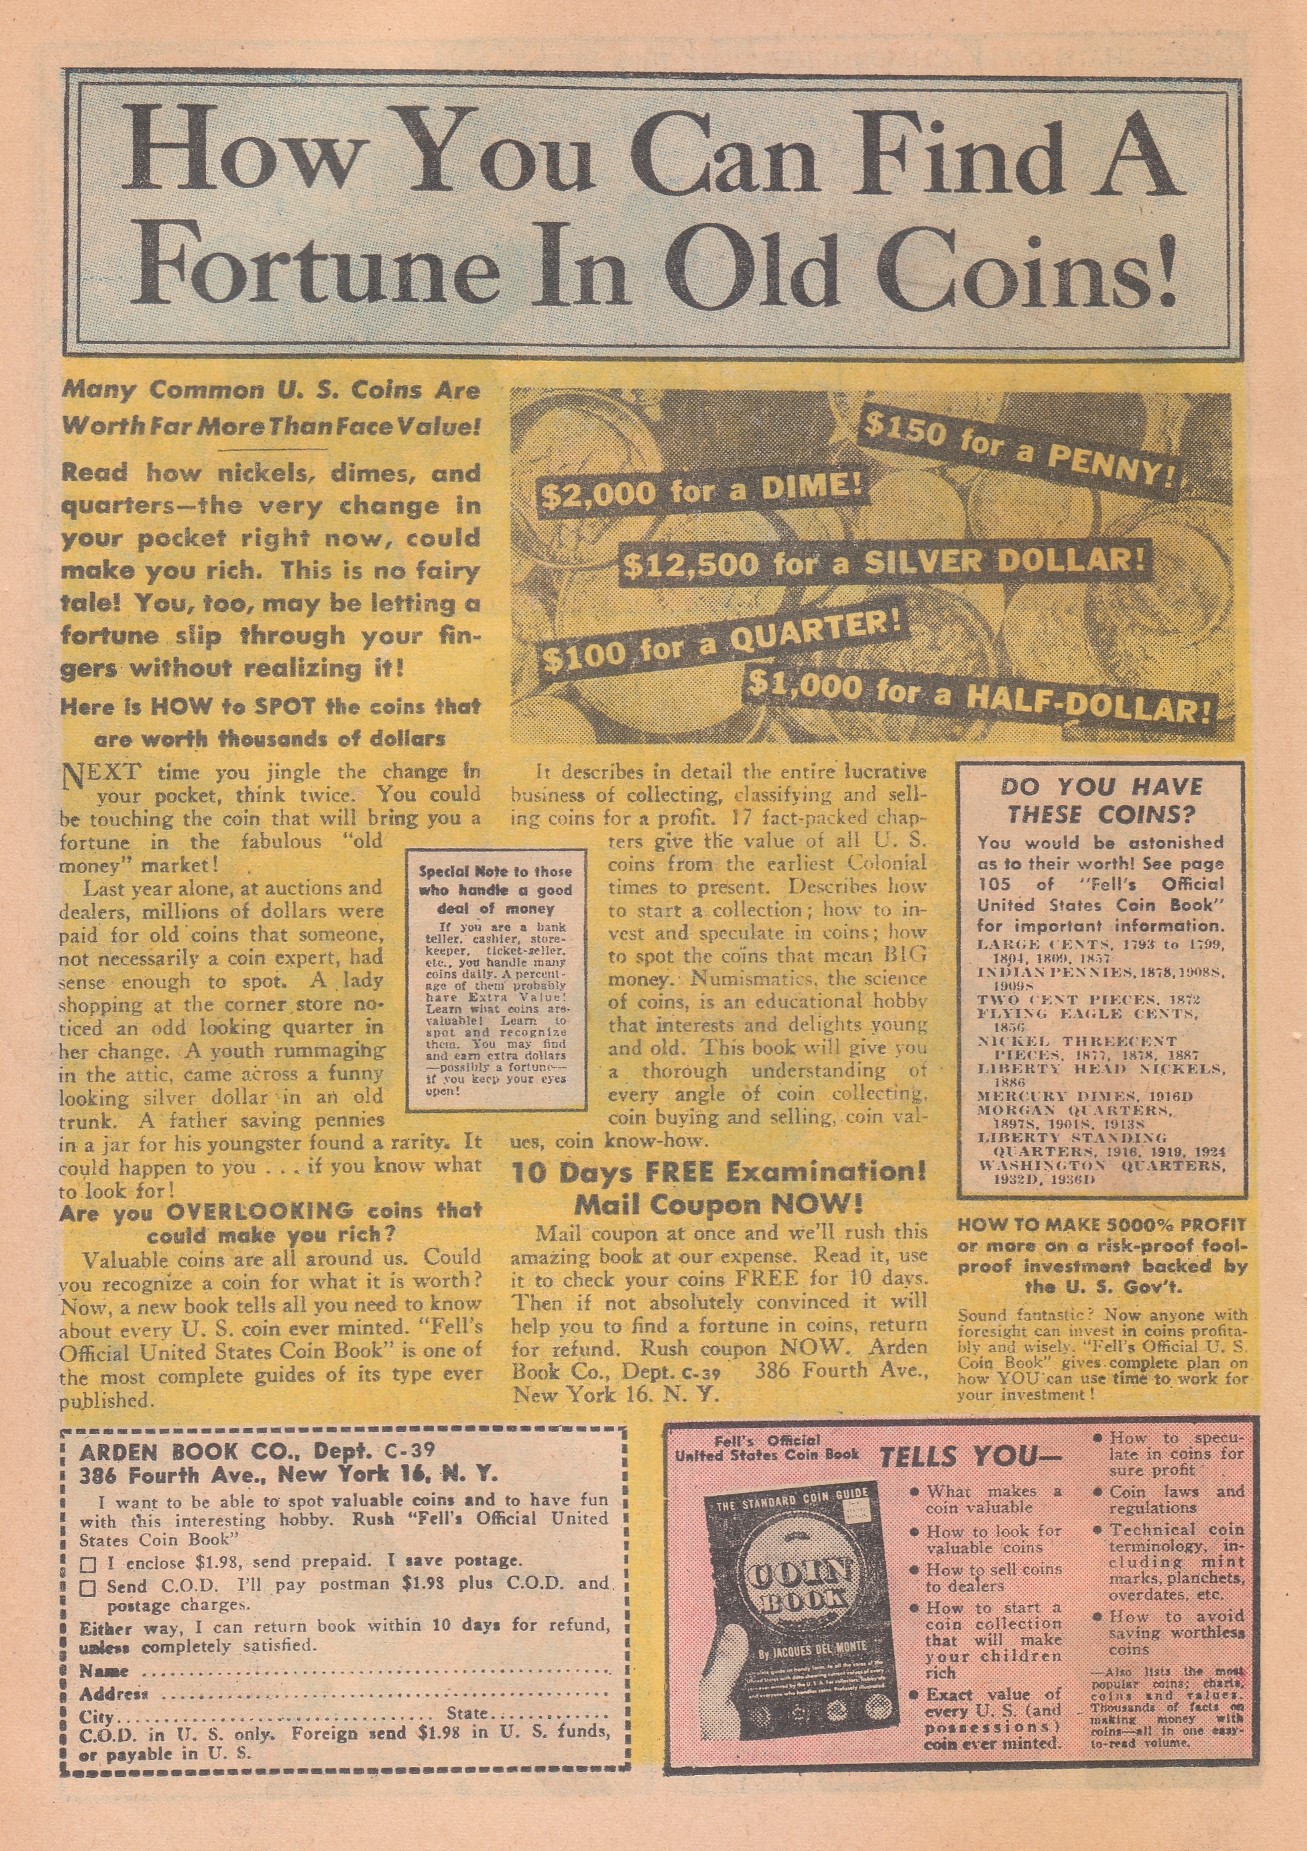 How You Can Find A
Fortune In Old Coins!
Many Common U. S. Coins Are
Worth Far More Than Face Value!
Read how nickels, dimes, and
quarters—the very change in
your pocket right now, could
make you rich. This is no fairy
tale! You, too, may be letting a
fortune slip through your fin-
gers without realizing it!
Here is HOW to SPOT the coins that
are worth thousands of dollars
$150 for a PENNY!
$2,000 for a DIME!
$12,500 for a SILVER DOLLAR!
$100 for a QUARTER!
$1,000 for a HALF-DOLLAR!
NEXT time you jingle the change in
your pocket, think twice. You could
be touching the coin that will bring you a
fortune in the fabulous "old
money" market!
Last year alone, at auctions and
dealers, millions of dollars were
paid for old coins that someone,
not necessarily a coin expert, had
sense enough to spot. A lady
shopping at the corner store no-
ticed an odd looking quarter in
her change. A youth rummaging
in the attic, came across a funny
looking silver dollar in an old
trunk. A father saving pennies
in a jar for his youngster found a rarity. It
could happen to you . . . if you know what
to look for!
Are you OVERLOOKING coins that
could make you rich?
Valuable coins are all around us. Could
you recognize a coin for what it is worth?
Now, a new book tells all you need to know
about every U. S. coin ever minted. "Fell's
Official United States Coin Book" is one of
the most complete guides of its type ever
published.
Special Note to those
who handle a good
deal of money
If you are a bank
teller, cashier, store-
keeper, ticket-seller,
etc., you handle many
coins daily. A percent-
age of them probably
have Extra Value!
Learn what coins are
valuable! Learn to
spot and recognize
them. You may find
and earn extra dollars
—possibly a fortune—
if you keep your eyes
open!
It describes in detail the entire lucrative
business of collecting, classifying and sell-
ing coins for a profit. 17 fact-packed chap-
ters give the value of all U. S.
coins from the earliest Colonial
times to present. Describes how
to start a collection; how to in-
vest and speculate in coins; how
to spot the coins that mean BIG
money. Numismatics, the science
of coins, is an educational hobby
that interests and delights young
and old. This book will give you
a thorough understanding of
every angle of coin collecting,
coin buying and selling, coin val-
ues, coin know-how.
10 Days FREE Examination!
Mail Coupon NOW!
Mail coupon at once and we'll rush this
amazing book at our expense. Read it, use
it to check your coins FREE for 10 days.
Then if not absolutely convinced it will
help you to find a fortune in coins, return
for refund. Rush coupon NOW. Arden
Book Co., Dept. C-39 386 Fourth Ave.,
New York 16. N. Y.
DO YOU HAVE
THESE COINS?
You would be astonished
as to their worth! See page
105 of "Fell's Official
United States Coin Book"
for important information.
LARGE CENTS, 1793 to 1799,
1804, 1809, 1857
INDIAN PENNIES, 1878, 1908S,
1909S
TWO CENT PIECES, 1872
FLYING EAGLE CENTS,
1856
NICKEL THREECENT
PIECES, 1877, 1878, 1887
LIBERTY HEAD NICKELS,
1886
MERCURY DIMES, 1916D
MORGAN QUARTERS,
1897S, 1901S, 1913S
LIBERTY STANDING
QUARTERS, 1916, 1919, 1924
WASHINGTON QUARTERS,
1932D, 1936D
HOW TO MAKE 5000% PROFIT
or more on a risk-proof fool-
proof investment backed by
the U. S. Gov't.
Sound fantastic? Now anyone with
foresight can invest in coins profita-
bly and wisely. "Fell's Official U. S.
Coin Book" gives complete plan on
how YOU can use time to work for
your investment!
ARDEN BOOK CO., Dept. C-39
386 Fourth Ave., New York 16, N. Y.
I want to be able to spot valuable coins and to have fun
with this interesting hobby. Rush "Fell's Official United
States Coin Book"
☐ I enclose $1.98, send prepaid. I save postage.
☐ Send C.O.D. I'll pay postman $1.98 plus C.O.D. and
postage charges.
Either way, I can return book within 10 days for refund,
unless completely satisfied.
Name
Address
City State
C.O.D. in U. S. only. Foreign send $1.98 in U. S. funds,
or payable in U. S.
Fell's Official
United States Coin Book TELLS YOU—
THE STANDARD COIN GUIDE
COIN
BOOK
By JACQUES DEL MONTE
• What makes a
coin valuable
• How to look for
valuable coins
• How to sell coins
to dealers
• How to start a
coin collection
that will make
your children
rich
• Exact value of
every U. S. (and
possessions)
coin ever minted.
• How to specu-
late in coins for
sure profit
• Coin laws and
regulations
• Technical coin
terminology, in-
cluding mint
marks, planchets,
overdates, etc.
• How to avoid
saving worthless
coins
—Also lists the most
popular coins; charts,
coins and values.
Thousands of facts on
making money with
coins—all in one easy-
to-read volume.